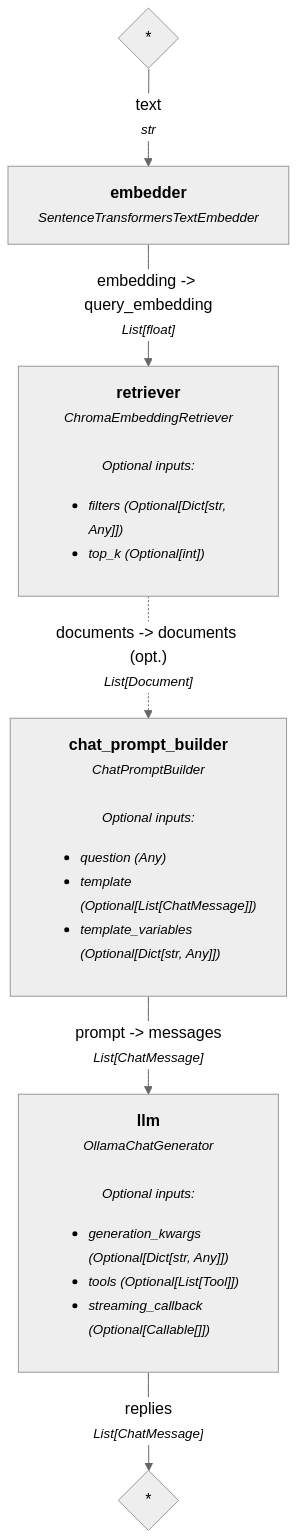 *
text
str
embedder
SentenceTransformersTextEmbedder
embedding ->
query_embedding
List[float]
retriever
ChromaEmbeddingRetriever
Optional inputs:
• filters (Optional[Dict[str,
Any]])
• top_k (Optional[int])
documents -> documents
(opt.)
List[Document]
chat_prompt_builder
ChatPromptBuilder
Optional inputs:
• question (Any)
• template
(Optional[List[ChatMessage]])
• template_variables
(Optional[Dict[str, Any]])
prompt -> messages
List[ChatMessage]
llm
OllamaChatGenerator
Optional inputs:
• generation_kwargs
(Optional[Dict[str, Any]])
• tools (Optional[List[Tool]])
• streaming_callback
(Optional[Callable[]])
replies
List[ChatMessage]
*